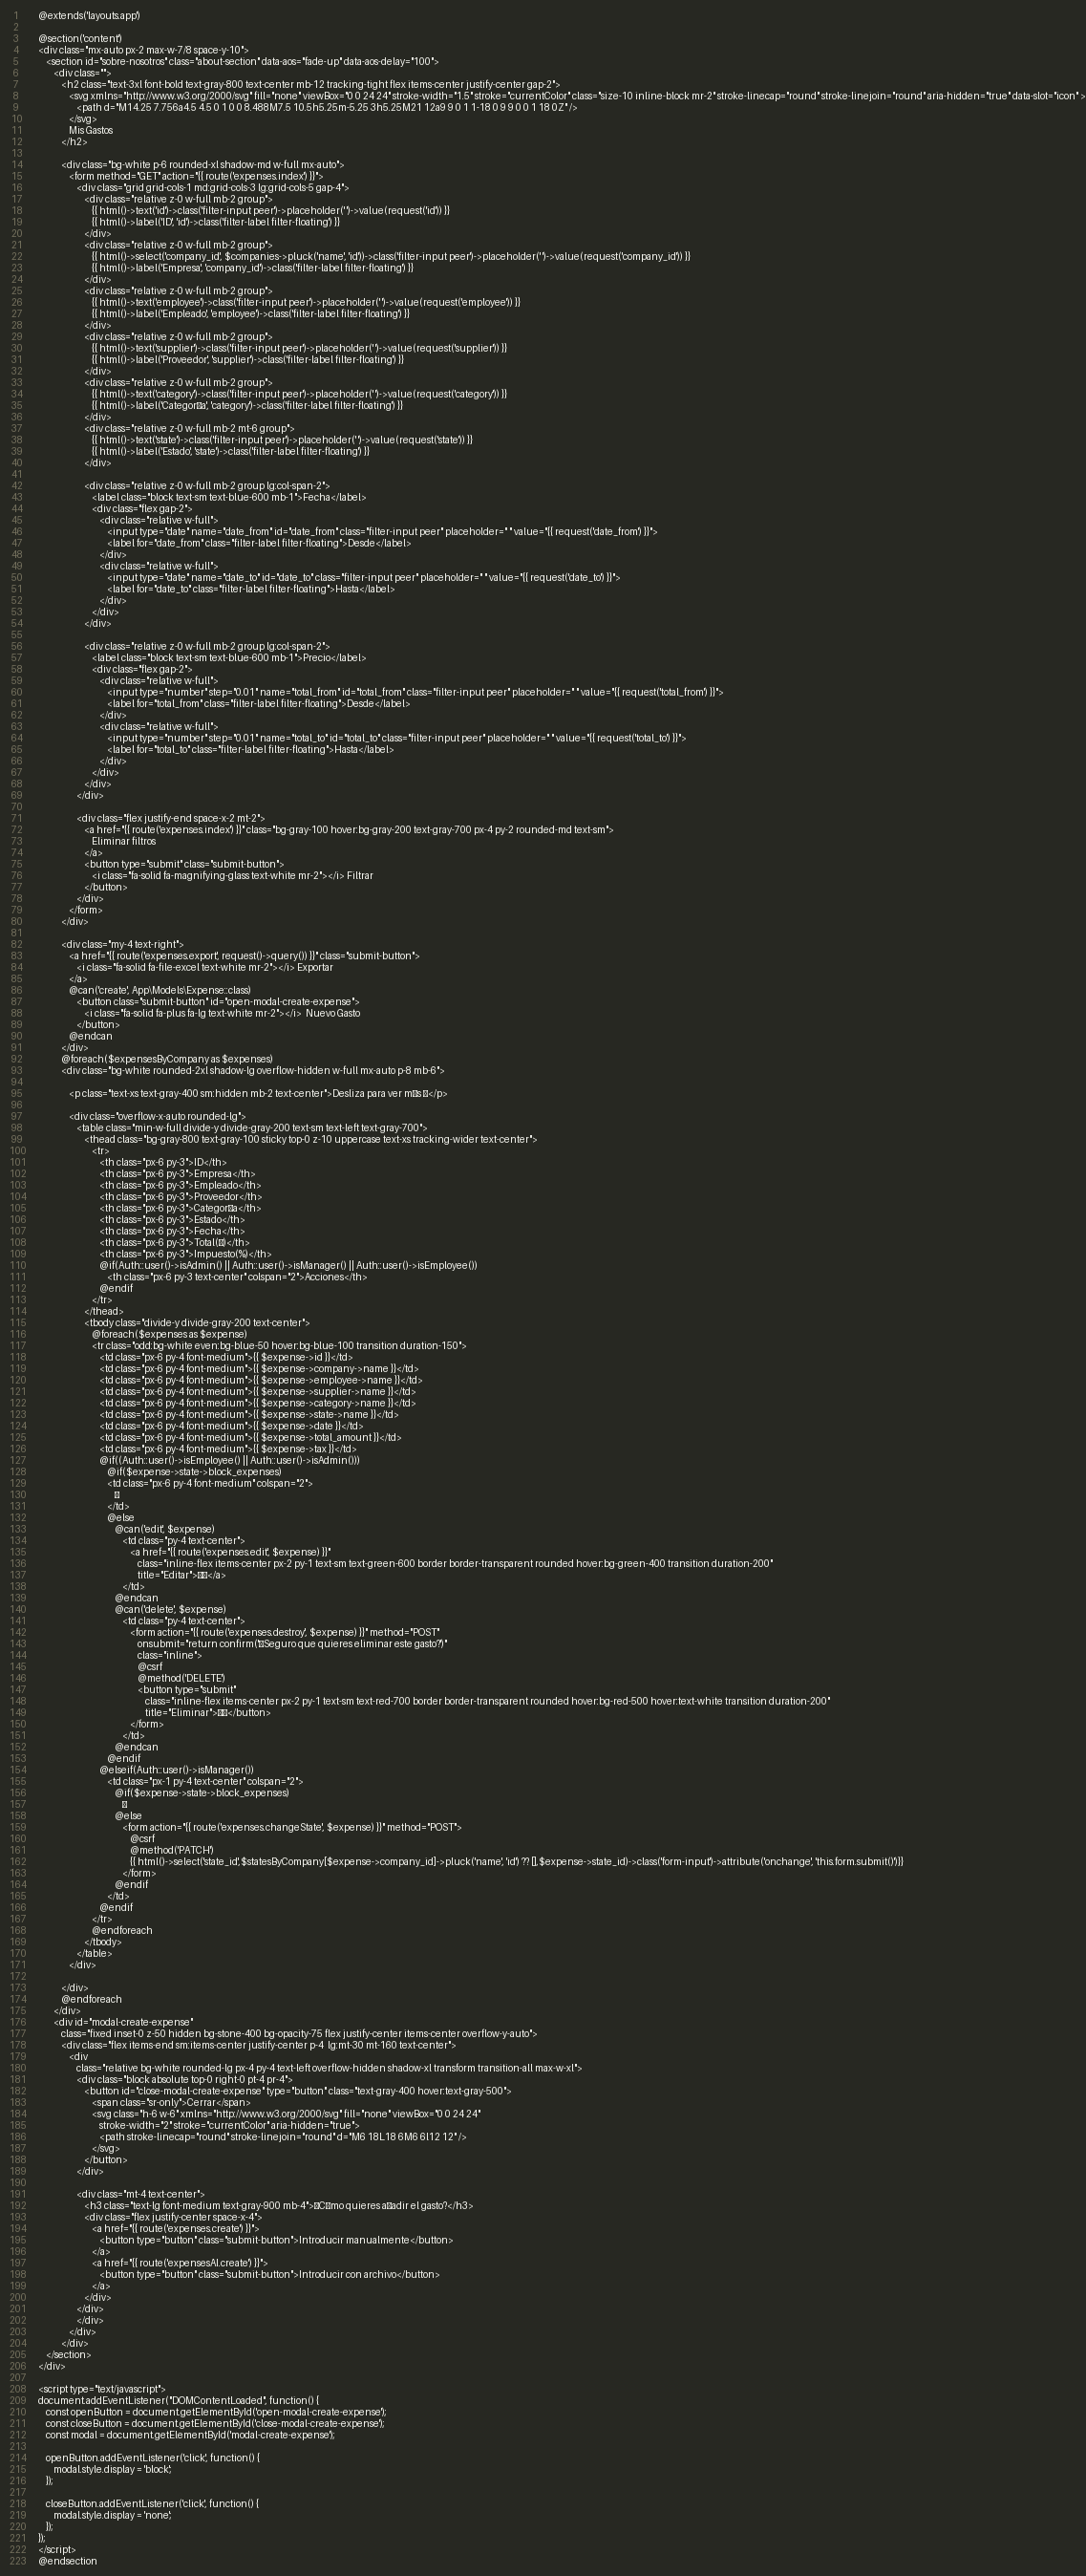 1 @extends('layouts.app')
2
3 @section('content')
4 <div class="mx-auto px-2 max-w-7/8 space-y-10">
5 <section id="sobre-nosotros" class="about-section" data-aos="fade-up" data-aos-delay="100">
6 <div class="">
7 <h2 class="text-3xl font-bold text-gray-800 text-center mb-12 tracking-tight flex items-center justify-center gap-2">
8 <svg xmlns="http://www.w3.org/2000/svg" fill="none" viewBox="0 0 24 24" stroke-width="1.5" stroke="currentColor" class="size-10 inline-block mr-2" stroke-linecap="round" stroke-linejoin="round" aria-hidden="true" data-slot="icon">
9 <path d="M14.25 7.756a4.5 4.5 0 1 0 0 8.488M7.5 10.5h5.25m-5.25 3h5.25M21 12a9 9 0 1 1-18 0 9 9 0 0 1 18 0Z" />
10 </svg>
11 Mis Gastos
12 </h2>
13
14 <div class="bg-white p-6 rounded-xl shadow-md w-full mx-auto">
15 <form method="GET" action="{{ route('expenses.index') }}">
16 <div class="grid grid-cols-1 md:grid-cols-3 lg:grid-cols-5 gap-4">
17 <div class="relative z-0 w-full mb-2 group">
18 {{ html()->text('id')->class('filter-input peer')->placeholder(' ')->value(request('id')) }}
19 {{ html()->label('ID', 'id')->class('filter-label filter-floating') }}
20 </div>
21 <div class="relative z-0 w-full mb-2 group">
22 {{ html()->select('company_id', $companies->pluck('name', 'id'))->class('filter-input peer')->placeholder(' ')->value(request('company_id')) }}
23 {{ html()->label('Empresa', 'company_id')->class('filter-label filter-floating') }}
24 </div>
25 <div class="relative z-0 w-full mb-2 group">
26 {{ html()->text('employee')->class('filter-input peer')->placeholder(' ')->value(request('employee')) }}
27 {{ html()->label('Empleado', 'employee')->class('filter-label filter-floating') }}
28 </div>
29 <div class="relative z-0 w-full mb-2 group">
30 {{ html()->text('supplier')->class('filter-input peer')->placeholder(' ')->value(request('supplier')) }}
31 {{ html()->label('Proveedor', 'supplier')->class('filter-label filter-floating') }}
32 </div>
33 <div class="relative z-0 w-full mb-2 group">
34 {{ html()->text('category')->class('filter-input peer')->placeholder(' ')->value(request('category')) }}
35 {{ html()->label('Categor▯a', 'category')->class('filter-label filter-floating') }}
36 </div>
37 <div class="relative z-0 w-full mb-2 mt-6 group">
38 {{ html()->text('state')->class('filter-input peer')->placeholder(' ')->value(request('state')) }}
39 {{ html()->label('Estado', 'state')->class('filter-label filter-floating') }}
40 </div>
41
42 <div class="relative z-0 w-full mb-2 group lg:col-span-2">
43 <label class="block text-sm text-blue-600 mb-1">Fecha</label>
44 <div class="flex gap-2">
45 <div class="relative w-full">
46 <input type="date" name="date_from" id="date_from" class="filter-input peer" placeholder=" " value="{{ request('date_from') }}">
47 <label for="date_from" class="filter-label filter-floating">Desde</label>
48 </div>
49 <div class="relative w-full">
50 <input type="date" name="date_to" id="date_to" class="filter-input peer" placeholder=" " value="{{ request('date_to') }}">
51 <label for="date_to" class="filter-label filter-floating">Hasta</label>
52 </div>
53 </div>
54 </div>
55
56 <div class="relative z-0 w-full mb-2 group lg:col-span-2">
57 <label class="block text-sm text-blue-600 mb-1">Precio</label>
58 <div class="flex gap-2">
59 <div class="relative w-full">
60 <input type="number" step="0.01" name="total_from" id="total_from" class="filter-input peer" placeholder=" " value="{{ request('total_from') }}">
61 <label for="total_from" class="filter-label filter-floating">Desde</label>
62 </div>
63 <div class="relative w-full">
64 <input type="number" step="0.01" name="total_to" id="total_to" class="filter-input peer" placeholder=" " value="{{ request('total_to') }}">
65 <label for="total_to" class="filter-label filter-floating">Hasta</label>
66 </div>
67 </div>
68 </div>
69 </div>
70
71 <div class="flex justify-end space-x-2 mt-2">
72 <a href="{{ route('expenses.index') }}" class="bg-gray-100 hover:bg-gray-200 text-gray-700 px-4 py-2 rounded-md text-sm">
73 Eliminar filtros
74 </a>
75 <button type="submit" class="submit-button">
76 <i class="fa-solid fa-magnifying-glass text-white mr-2"></i> Filtrar
77 </button>
78 </div>
79 </form>
80 </div>
81
82 <div class="my-4 text-right">
83 <a href="{{ route('expenses.export', request()->query()) }}" class="submit-button">
84 <i class="fa-solid fa-file-excel text-white mr-2"></i> Exportar
85 </a>
86 @can('create', App\Models\Expense::class)
87 <button class="submit-button" id="open-modal-create-expense">
88 <i class="fa-solid fa-plus fa-lg text-white mr-2"></i>  Nuevo Gasto
89 </button>
90 @endcan
91 </div>
92 @foreach($expensesByCompany as $expenses)
93 <div class="bg-white rounded-2xl shadow-lg overflow-hidden w-full mx-auto p-8 mb-6">
94
95 <p class="text-xs text-gray-400 sm:hidden mb-2 text-center">Desliza para ver m▯s ▯</p>
96
97 <div class="overflow-x-auto rounded-lg">
98 <table class="min-w-full divide-y divide-gray-200 text-sm text-left text-gray-700">
99 <thead class="bg-gray-800 text-gray-100 sticky top-0 z-10 uppercase text-xs tracking-wider text-center">
100 <tr>
101 <th class="px-6 py-3">ID</th>
102 <th class="px-6 py-3">Empresa</th>
103 <th class="px-6 py-3">Empleado</th>
104 <th class="px-6 py-3">Proveedor</th>
105 <th class="px-6 py-3">Categor▯a</th>
106 <th class="px-6 py-3">Estado</th>
107 <th class="px-6 py-3">Fecha</th>
108 <th class="px-6 py-3">Total(▯)</th>
109 <th class="px-6 py-3">Impuesto(%)</th>
110 @if(Auth::user()->isAdmin() || Auth::user()->isManager() || Auth::user()->isEmployee())
111 <th class="px-6 py-3 text-center" colspan="2">Acciones</th>
112 @endif
113 </tr>
114 </thead>
115 <tbody class="divide-y divide-gray-200 text-center">
116 @foreach($expenses as $expense)
117 <tr class="odd:bg-white even:bg-blue-50 hover:bg-blue-100 transition duration-150">
118 <td class="px-6 py-4 font-medium">{{ $expense->id }}</td>
119 <td class="px-6 py-4 font-medium">{{ $expense->company->name }}</td>
120 <td class="px-6 py-4 font-medium">{{ $expense->employee->name }}</td>
121 <td class="px-6 py-4 font-medium">{{ $expense->supplier->name }}</td>
122 <td class="px-6 py-4 font-medium">{{ $expense->category->name }}</td>
123 <td class="px-6 py-4 font-medium">{{ $expense->state->name }}</td>
124 <td class="px-6 py-4 font-medium">{{ $expense->date }}</td>
125 <td class="px-6 py-4 font-medium">{{ $expense->total_amount }}</td>
126 <td class="px-6 py-4 font-medium">{{ $expense->tax }}</td>
127 @if((Auth::user()->isEmployee() || Auth::user()->isAdmin()))
128 @if($expense->state->block_expenses)
129 <td class="px-6 py-4 font-medium" colspan="2">
130 ▯
131 </td>
132 @else
133 @can('edit', $expense)
134 <td class="py-4 text-center">
135 <a href="{{ route('expenses.edit', $expense) }}"
136 class="inline-flex items-center px-2 py-1 text-sm text-green-600 border border-transparent rounded hover:bg-green-400 transition duration-200"
137 title="Editar">▯▯</a>
138 </td>
139 @endcan
140 @can('delete', $expense)
141 <td class="py-4 text-center">
142 <form action="{{ route('expenses.destroy', $expense) }}" method="POST"
143 onsubmit="return confirm('▯Seguro que quieres eliminar este gasto?')"
144 class="inline">
145 @csrf
146 @method('DELETE')
147 <button type="submit"
148 class="inline-flex items-center px-2 py-1 text-sm text-red-700 border border-transparent rounded hover:bg-red-500 hover:text-white transition duration-200"
149 title="Eliminar">▯▯</button>
150 </form>
151 </td>
152 @endcan
153 @endif
154 @elseif(Auth::user()->isManager())
155 <td class="px-1 py-4 text-center" colspan="2">
156 @if($expense->state->block_expenses)
157 ▯
158 @else
159 <form action="{{ route('expenses.changeState', $expense) }}" method="POST">
160 @csrf
161 @method('PATCH')
162 {{ html()->select('state_id',$statesByCompany[$expense->company_id]->pluck('name', 'id') ?? [],$expense->state_id)->class('form-input')->attribute('onchange', 'this.form.submit()')}}
163 </form>
164 @endif
165 </td>
166 @endif
167 </tr>
168 @endforeach
169 </tbody>
170 </table>
171 </div>
172
173 </div>
174 @endforeach
175 </div>
176 <div id="modal-create-expense"
177 class="fixed inset-0 z-50 hidden bg-stone-400 bg-opacity-75 flex justify-center items-center overflow-y-auto">
178 <div class="flex items-end sm:items-center justify-center p-4  lg:mt-30 mt-160 text-center">
179 <div
180 class="relative bg-white rounded-lg px-4 py-4 text-left overflow-hidden shadow-xl transform transition-all max-w-xl">
181 <div class="block absolute top-0 right-0 pt-4 pr-4">
182 <button id="close-modal-create-expense" type="button" class="text-gray-400 hover:text-gray-500">
183 <span class="sr-only">Cerrar</span>
184 <svg class="h-6 w-6" xmlns="http://www.w3.org/2000/svg" fill="none" viewBox="0 0 24 24"
185 stroke-width="2" stroke="currentColor" aria-hidden="true">
186 <path stroke-linecap="round" stroke-linejoin="round" d="M6 18L18 6M6 6l12 12" />
187 </svg>
188 </button>
189 </div>
190
191 <div class="mt-4 text-center">
192 <h3 class="text-lg font-medium text-gray-900 mb-4">▯C▯mo quieres a▯adir el gasto?</h3>
193 <div class="flex justify-center space-x-4">
194 <a href="{{ route('expenses.create') }}">
195 <button type="button" class="submit-button">Introducir manualmente</button>
196 </a>
197 <a href="{{ route('expensesAI.create') }}">
198 <button type="button" class="submit-button">Introducir con archivo</button>
199 </a>
200 </div>
201 </div>
202 </div>
203 </div>
204 </div>
205 </section>
206 </div>
207
208 <script type="text/javascript">
209 document.addEventListener("DOMContentLoaded", function() {
210 const openButton = document.getElementById('open-modal-create-expense');
211 const closeButton = document.getElementById('close-modal-create-expense');
212 const modal = document.getElementById('modal-create-expense');
213
214 openButton.addEventListener('click', function() {
215 modal.style.display = 'block';
216 });
217
218 closeButton.addEventListener('click', function() {
219 modal.style.display = 'none';
220 });
221 });
222 </script>
223 @endsection